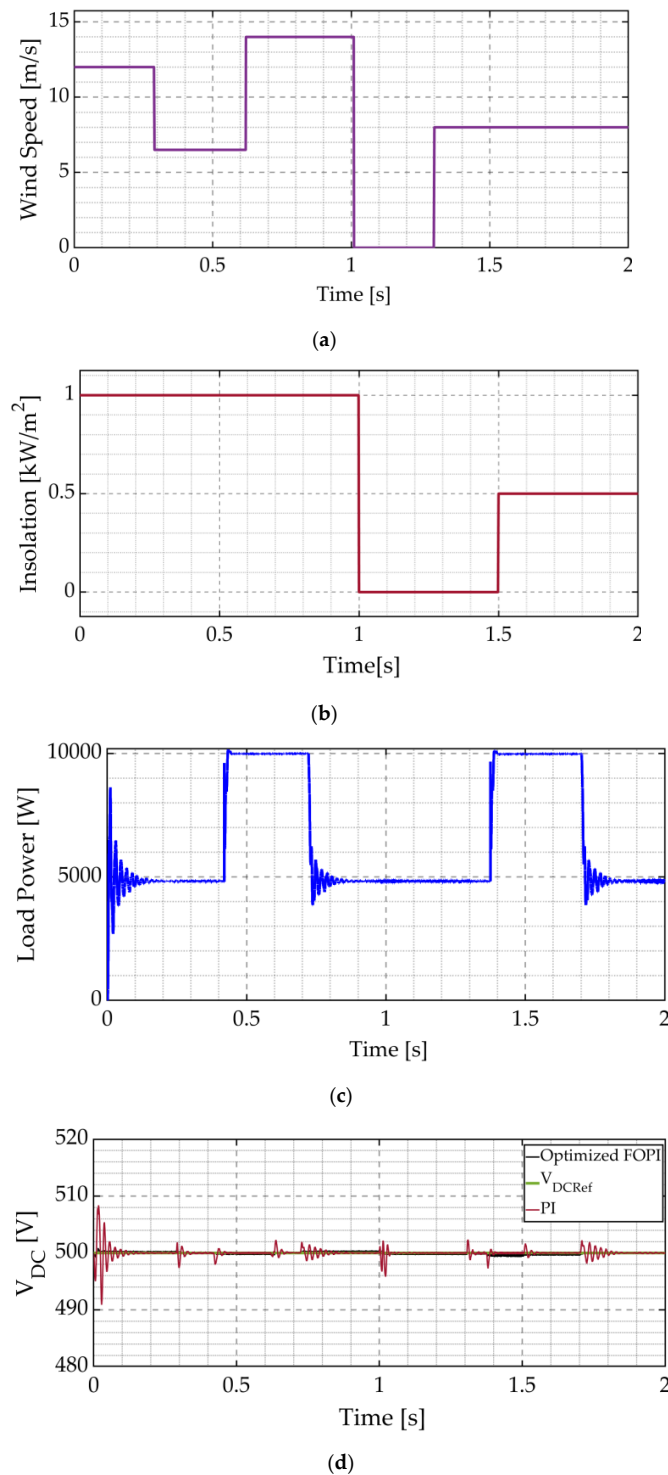 15
10
5
0
Wind Speed [m/s]
0 0.5 1 1.5 2
Time [s]
(a)
1
0.5
0
Insolation [kW/m²]
0 0.5 1 1.5 2
Time[s]
(b)
10000
5000
0
Load Power [W]
0 0.5 1 1.5 2
Time [s]
(c)
520
510
500
490
480
V_DC [V]
Optimized FOPI
V_DCRef
PI
0 0.5 1 1.5 2
Time [s]
(d)